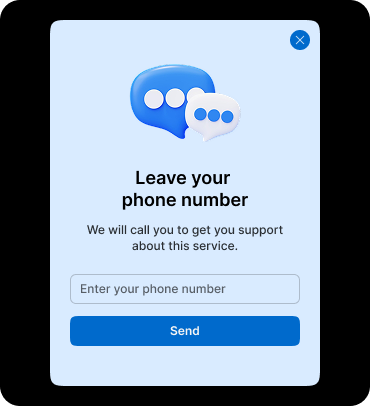 Leave your
phone number
We will call you to get you support
about this service.
Enter your phone number
Send